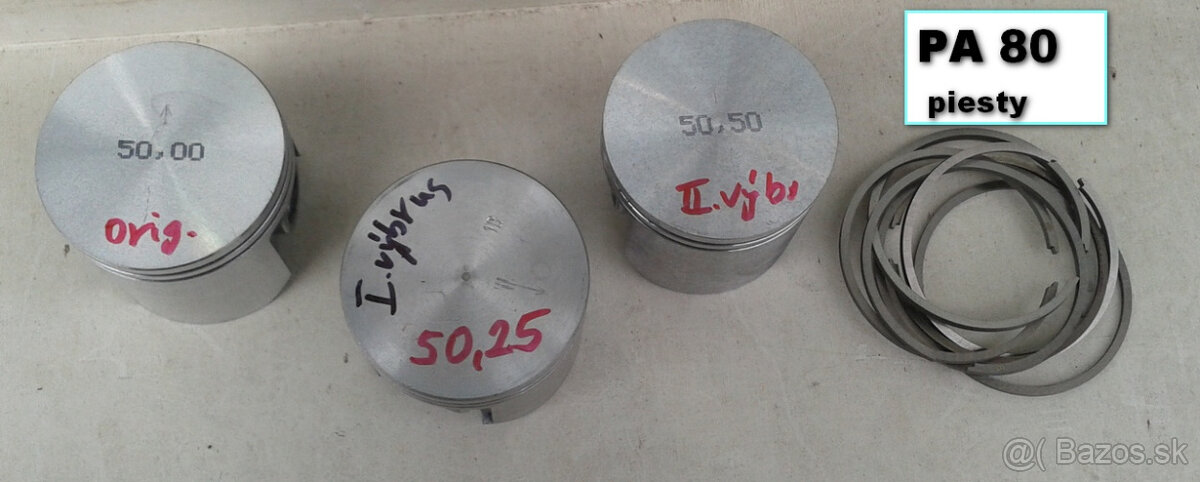 PA 80
piesty
50,00
orig.
I. výbrus
50,25
50,50
II. výbr
@( Bazos.sk